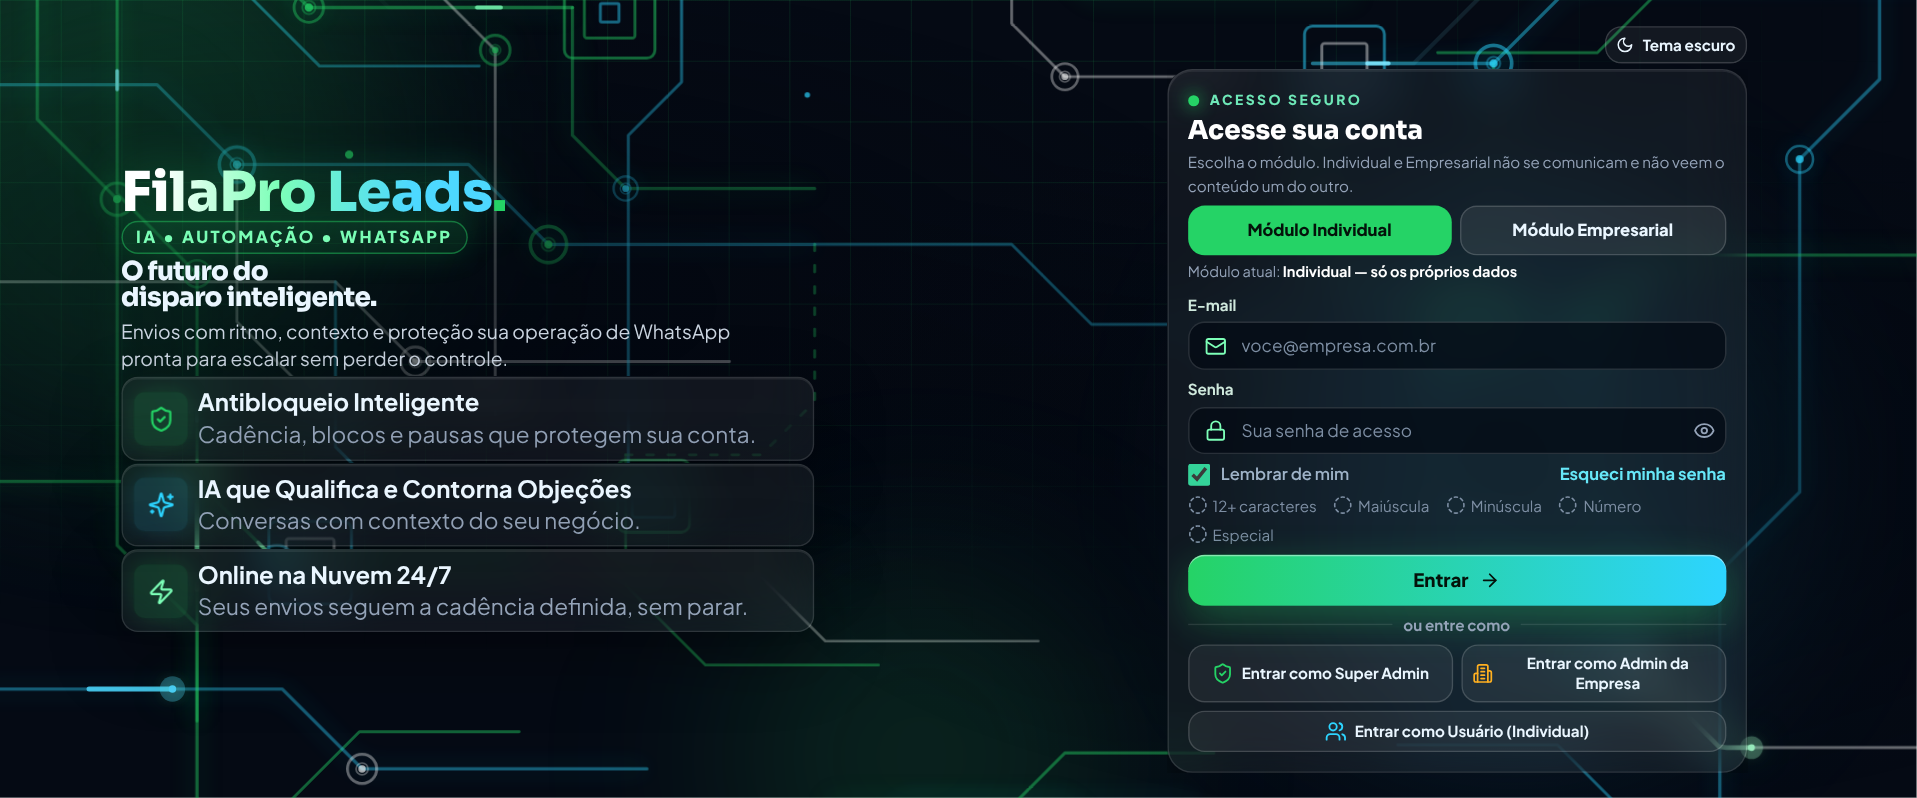 Tema escuro
FilaPro Leads.
IA • AUTOMAÇÃO • WHATSAPP
O futuro do
disparo inteligente.
Envios com ritmo, contexto e proteção sua operação de WhatsApp
pronta para escalar sem perder o controle.
Antibloqueio Inteligente
Cadência, blocos e pausas que protegem sua conta.
IA que Qualifica e Contorna Objeções
Conversas com contexto do seu negócio.
Online na Nuvem 24/7
Seus envios seguem a cadência definida, sem parar.
ACESSO SEGURO
Acesse sua conta
Escolha o módulo. Individual e Empresarial não se comunicam e não veem o
conteúdo um do outro.
Módulo Individual
Módulo Empresarial
Módulo atual: Individual — só os próprios dados
E-mail
voce@empresa.com.br
Senha
Sua senha de acesso
Lembrar de mim
Esqueci minha senha
12+ caracteres
Maiúscula
Minúscula
Número
Especial
Entrar →
ou entre como
Entrar como Super Admin
Entrar como Admin da
Empresa
Entrar como Usuário (Individual)